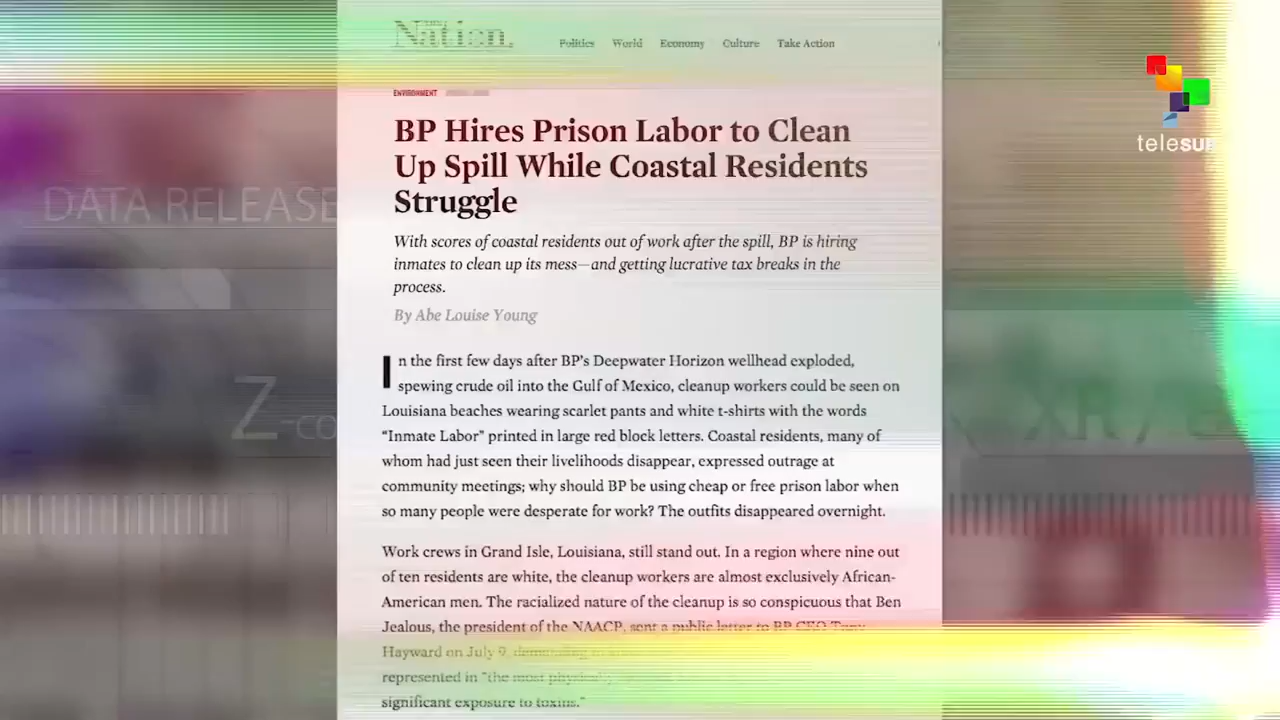 The Nation.
Politics World Economy Culture Take Action
telesur
ENVIRONMENT
BP Hires Prison Labor to Clean
Up Spill While Coastal Residents
Struggle
DATA RELEASE
With scores of coastal residents out of work after the spill, BP is hiring
inmates to clean up its mess—and getting lucrative tax breaks in the
process.
By Abe Louise Young
In the first few days after BP's Deepwater Horizon wellhead exploded,
spewing crude oil into the Gulf of Mexico, cleanup workers could be seen on
Louisiana beaches wearing scarlet pants and white t-shirts with the words
Z-co
“Inmate Labor” printed in large red block letters. Coastal residents, many of
whom had just seen their livelihoods disappear, expressed outrage at
community meetings; why should BP be using cheap or free prison labor when
so many people were desperate for work? The outfits disappeared overnight.
Work crews in Grand Isle, Louisiana, still stand out. In a region where nine out
of ten residents are white, the cleanup workers are almost exclusively African-
American men. The racialized nature of the cleanup is so conspicuous that Ben
Jealous, the president of the NAACP, sent a public letter to BP CEO Tony
Hayward on July 9, demanding to
represented in “the most physically
significant exposure to toxins.”